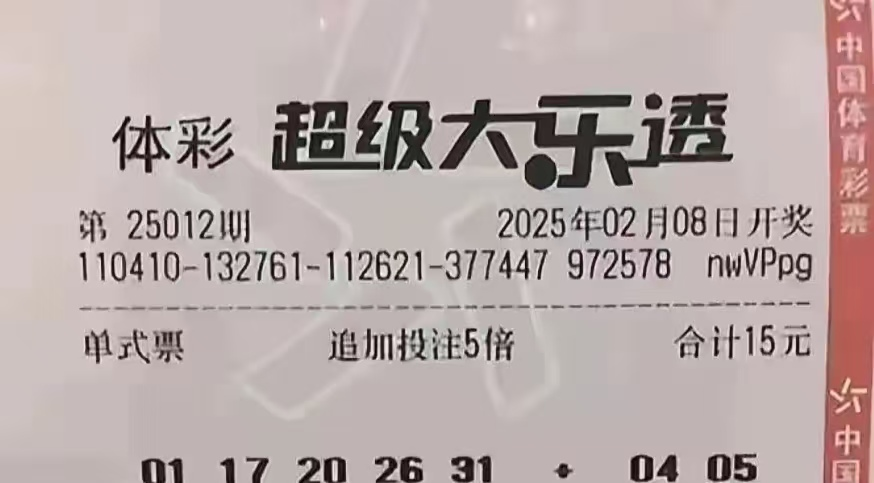 体彩 超级大乐透
第 25012期 2025年02月08日开奖
110410-132761-112621-377447 972578 nwVPpg
单式票 追加投注5倍 合计15元
01 17 20 26 31 + 04 05
中国体育彩票
中国